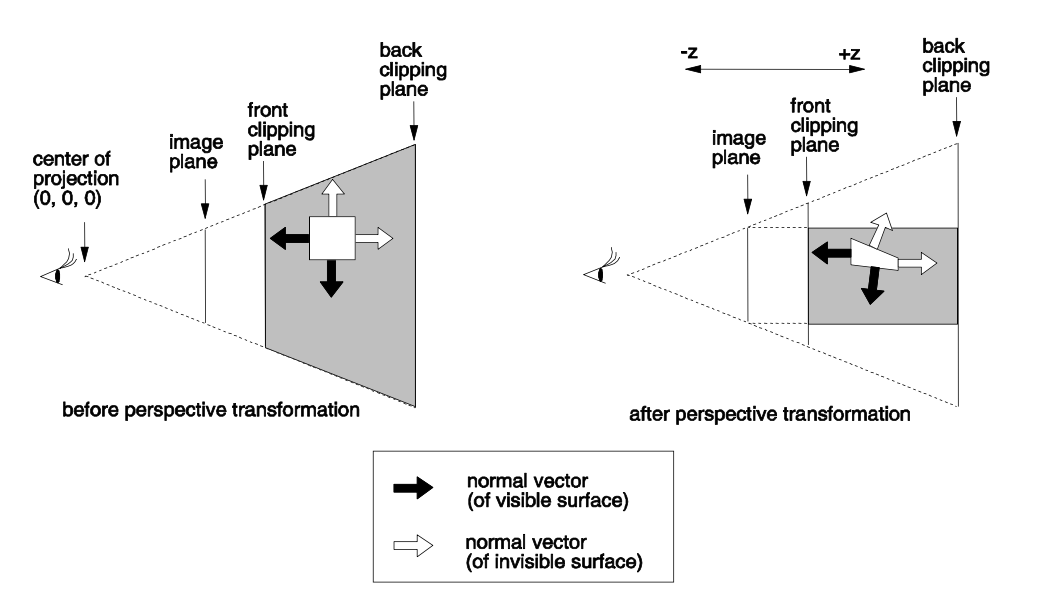 center of
projection
(0, 0, 0)
image
plane
front
clipping
plane
back
clipping
plane
before perspective transformation
-z
+z
image
plane
front
clipping
plane
back
clipping
plane
after perspective transformation
normal vector
(of visible surface)
normal vector
(of invisible surface)